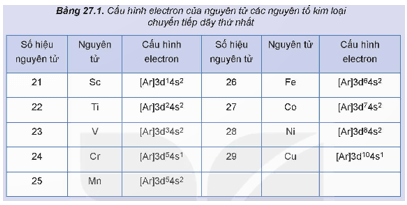 Bảng 27.1. Cấu hình electron của nguyên tử các nguyên tố kim loại
chuyển tiếp dãy thứ nhất
Số hiệu nguyên tử | Nguyên tử | Cấu hình electron | Số hiệu nguyên tử | Nguyên tử | Cấu hình electron
21 | Sc | [Ar]3d¹4s² | 26 | Fe | [Ar]3d⁶4s²
22 | Ti | [Ar]3d²4s² | 27 | Co | [Ar]3d⁷4s²
23 | V | [Ar]3d³4s² | 28 | Ni | [Ar]3d⁸4s²
24 | Cr | [Ar]3d⁵4s¹ | 29 | Cu | [Ar]3d¹⁰4s¹
25 | Mn | [Ar]3d⁵4s²